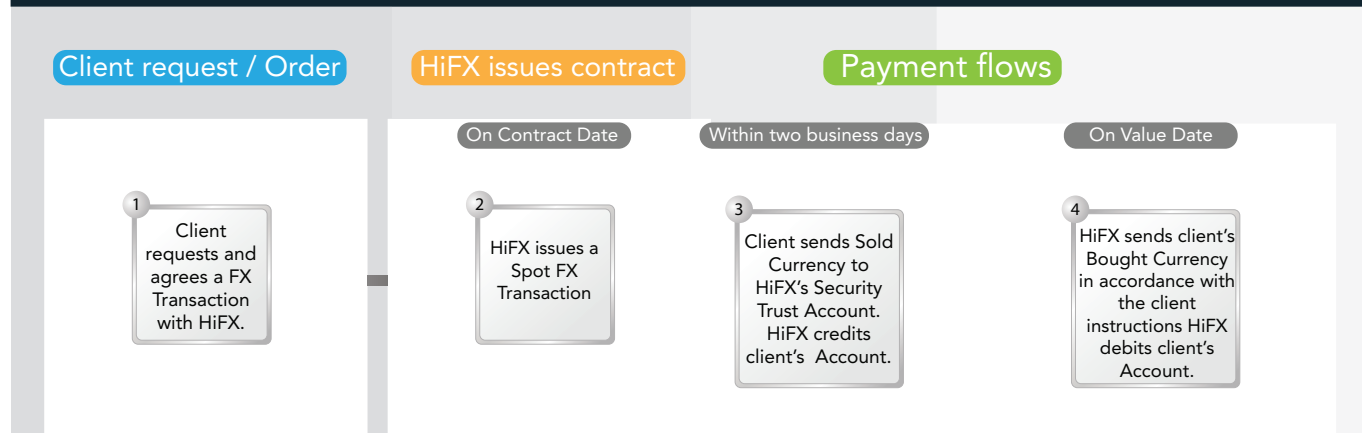 Client request / Order
HiFX issues contract
Payment flows
On Contract Date
Within two business days
On Value Date
1
Client
requests and
agrees a FX
Transaction
with HiFX.
2
HiFX issues a
Spot FX
Transaction
3
Client sends Sold
Currency to
HiFX's Security
Trust Account.
HiFX credits
client's Account.
4
HiFX sends client's
Bought Currency
in accordance with
the client
instructions HiFX
debits client's
Account.